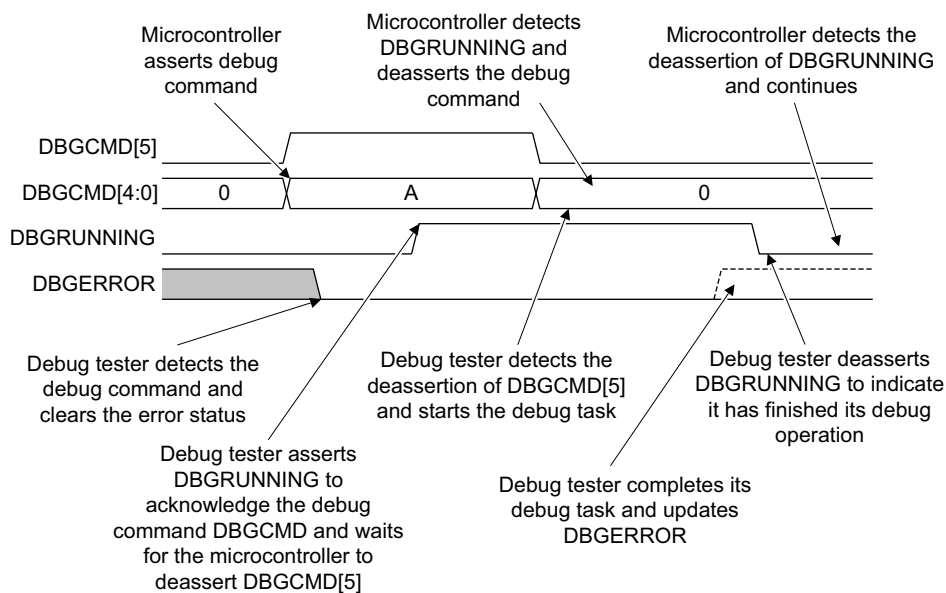 Microcontroller
asserts debug
command
Microcontroller detects
DBGRUNNING and
deasserts the debug
command
Microcontroller detects the
deassertion of DBGRUNNING
and continues
DBGCMD[5]
DBGCMD[4:0]
0
A
0
DBGRUNNING
DBGERROR
Debug tester detects the
debug command and
clears the error status
Debug tester detects the
deassertion of DBGCMD[5]
and starts the debug task
Debug tester deasserts
DBGRUNNING to indicate
it has finished its debug
operation
Debug tester asserts
DBGRUNNING to
acknowledge the debug
command DBGCMD and waits
for the microcontroller to
deassert DBGCMD[5]
Debug tester completes its
debug task and updates
DBGERROR